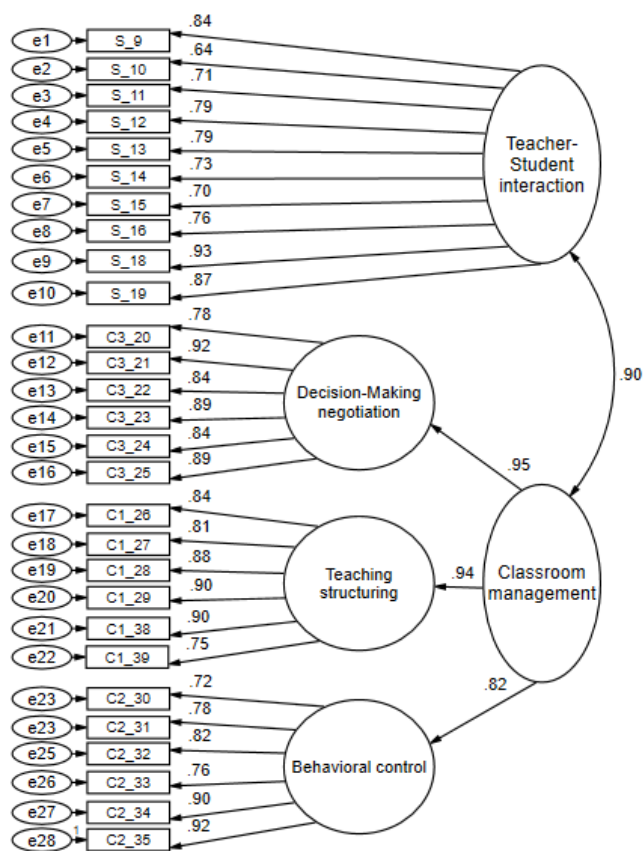 .84
e1 S_9
.64
e2 S_10
.71
e3 S_11
.79
e4 S_12
.79
e5 S_13
.73
e6 S_14
.70
e7 S_15
.76
e8 S_16
.93
e9 S_18
.87
e10 S_19
Teacher-
Student
interaction
.90
.78
e11 C3_20
.92
e12 C3_21
.84
e13 C3_22
.89
e14 C3_23
.84
e15 C3_24
.89
e16 C3_25
Decision-Making
negotiation
.95
.84
e17 C1_26
.81
e18 C1_27
.88
e19 C1_28
.90
e20 C1_29
.90
e21 C1_38
.75
e22 C1_39
Teaching
structuring
.94
Classroom
management
.82
.72
e23 C2_30
.78
e23 C2_31
.82
e25 C2_32
.76
e26 C2_33
.90
e27 C2_34
.92
1
e28 C2_35
Behavioral control